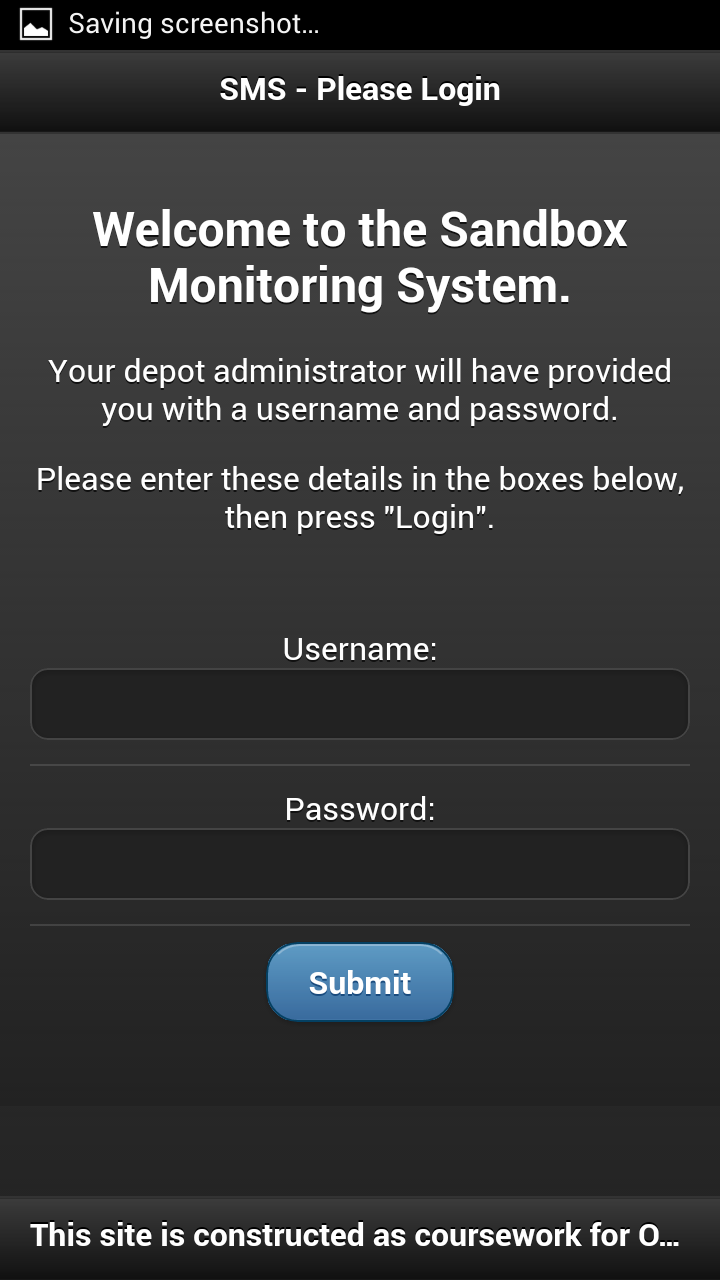 Saving screenshot...
SMS - Please Login
Welcome to the Sandbox
Monitoring System.
Your depot administrator will have provided
you with a username and password.
Please enter these details in the boxes below,
then press "Login".
Username:
Password:
Submit
This site is constructed as coursework for O...